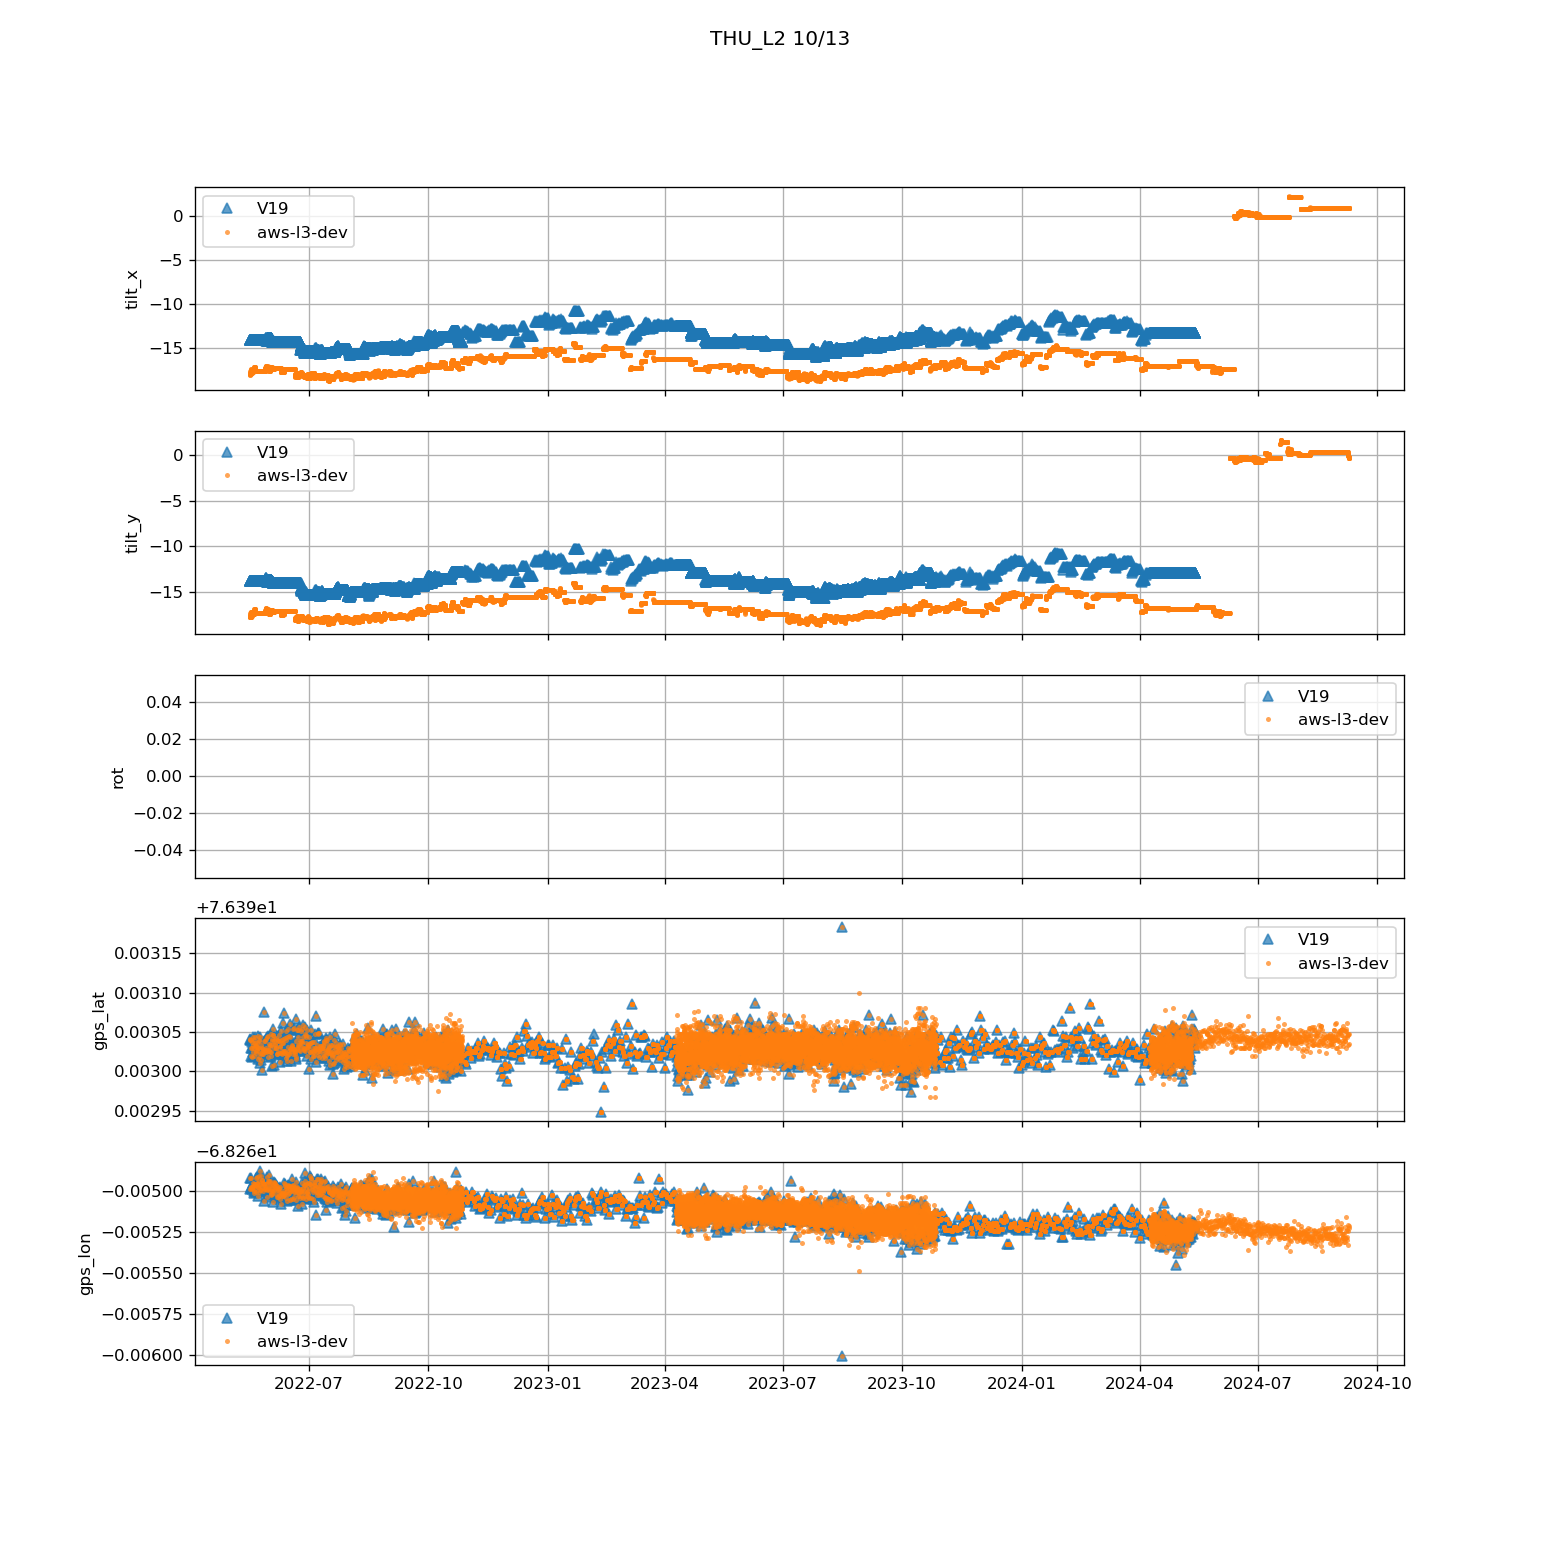 THU_L2 10/13
V19
aws-l3-dev
0
−5
−10
−15
tilt_x
V19
aws-l3-dev
0
−5
−10
−15
tilt_y
V19
aws-l3-dev
0.04
0.02
0.00
−0.02
−0.04
rot
+7.639e1
V19
aws-l3-dev
0.00315
0.00310
0.00305
0.00300
0.00295
gps_lat
−6.826e1
−0.00500
−0.00525
−0.00550
−0.00575
−0.00600
gps_lon
V19
aws-l3-dev
2022-07 2022-10 2023-01 2023-04 2023-07 2023-10 2024-01 2024-04 2024-07 2024-10